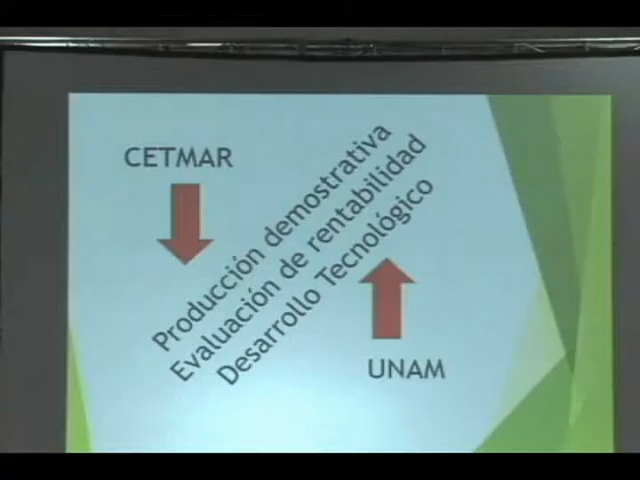 CETMAR
Producción demostrativa
Evaluación de rentabilidad
Desarrollo Tecnológico
UNAM